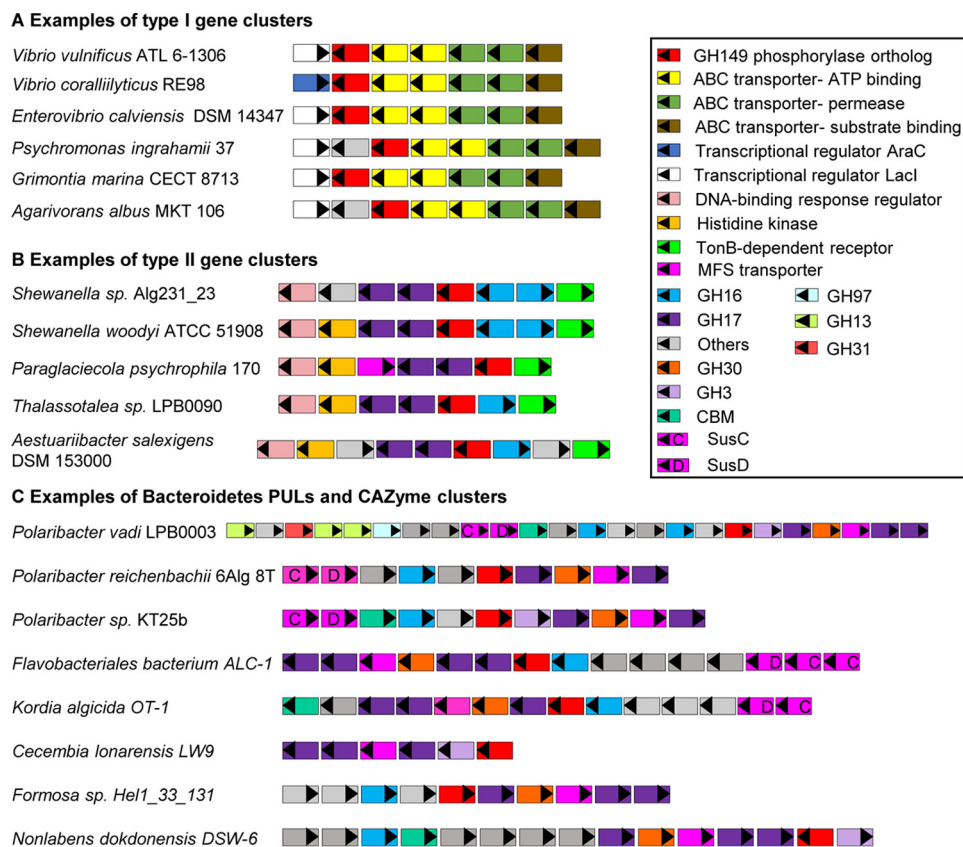 A Examples of type I gene clusters
Vibrio vulnificus ATL 6-1306
Vibrio coralliilyticus RE98
Enterovibrio calviensis DSM 14347
Psychromonas ingrahamii 37
Grimontia marina CECT 8713
Agarivorans albus MKT 106
GH149 phosphorylase ortholog
ABC transporter- ATP binding
ABC transporter- permease
ABC transporter- substrate binding
Transcriptional regulator AraC
Transcriptional regulator LacI
DNA-binding response regulator
Histidine kinase
TonB-dependent receptor
MFS transporter
GH16
GH97
GH17
GH13
Others
GH31
GH30
GH3
CBM
C SusC
D SusD
B Examples of type II gene clusters
Shewanella sp. Alg231_23
Shewanella woodyi ATCC 51908
Paraglaciecola psychrophila 170
Thalassotalea sp. LPB0090
Aestuariibacter salexigens
DSM 153000
C Examples of Bacteroidetes PULs and CAZyme clusters
Polaribacter vadi LPB0003 C D
Polaribacter reichenbachii 6Alg 8T C D
Polaribacter sp. KT25b C D
Flavobacteriales bacterium ALC-1 D C C
Kordia algicida OT-1 D C
Cecembia lonarensis LW9
Formosa sp. Hel1_33_131
Nonlabens dokdonensis DSW-6